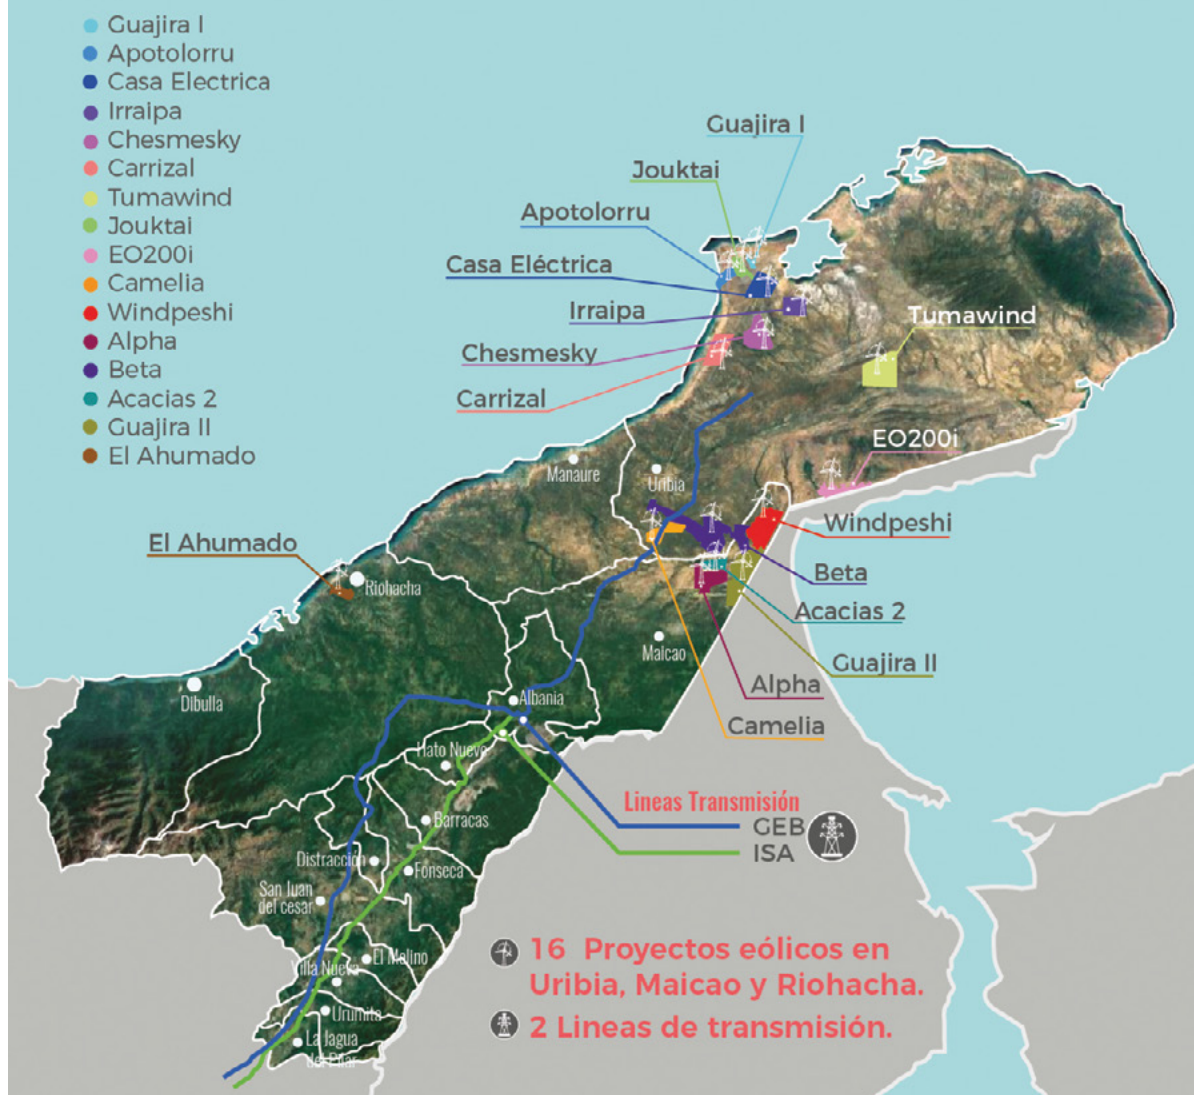 Guajira I
Apotolorru
Casa Electrica
Irraipa
Chesmesky
Carrizal
Tumawind
Jouktai
EO200i
Camelia
Windpeshi
Alpha
Beta
Acacias 2
Guajira II
El Ahumado
Guajira I
Jouktai
Apotolorru
Casa Eléctrica
Irraipa
Chesmesky
Carrizal
Tumawind
EO200i
Windpeshi
Beta
Acacias 2
Guajira II
Alpha
Camelia
El Ahumado
Manaure
Uribia
Riohacha
Dibulla
Maicao
Albania
Hato Nuevo
Barracas
Distracción
Fonseca
San Juan
del cesar
El Molino
Villa Nueva
Urumita
La Jagua
del Pilar
Lineas Transmisión
GEB
ISA
16 Proyectos eólicos en
Uribia, Maicao y Riohacha.
2 Lineas de transmisión.